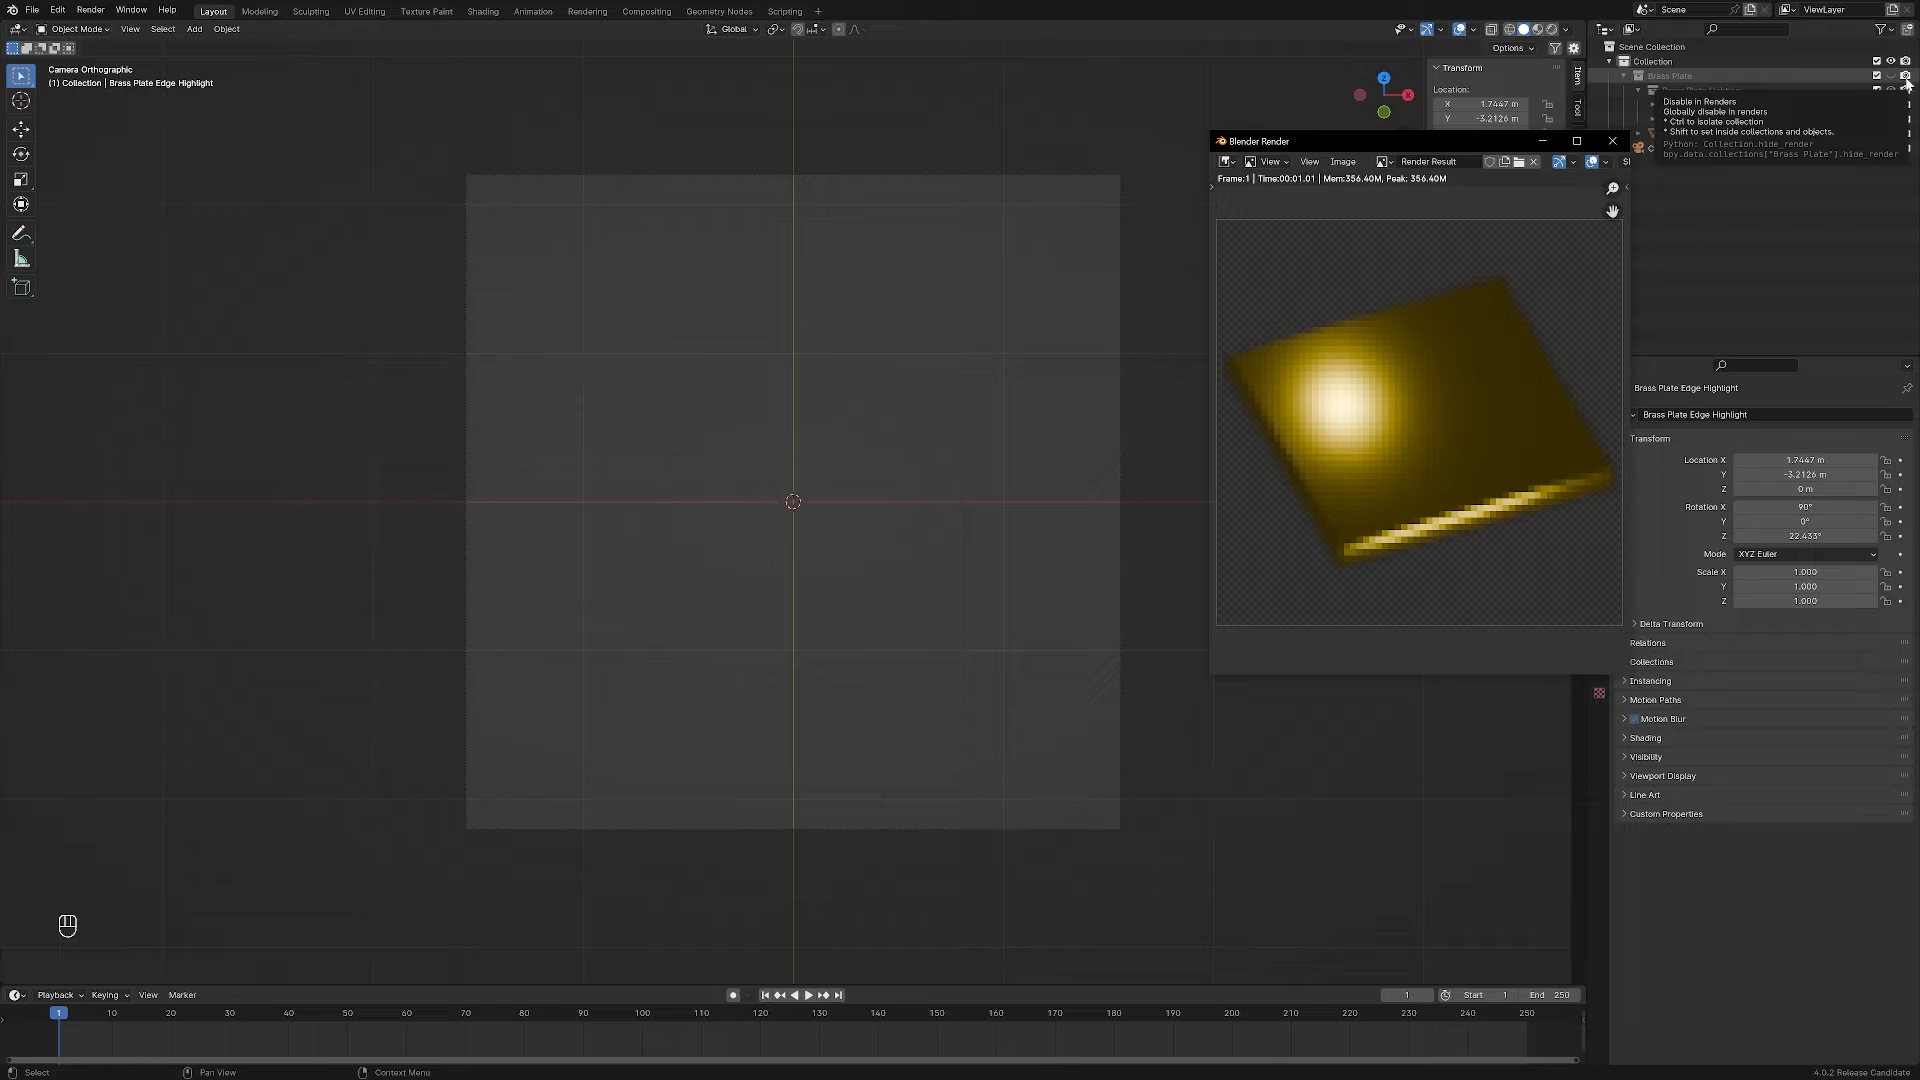 File Edit Render Window Help Layout Modeling Sculpting UV Editing Texture Paint Shading Animation Rendering Compositing Geometry Nodes Scripting + Scene ViewLayer
Object Mode View Select Add Object Global
Options
Camera Orthographic
(1) Collection | Brass Plate Edge Highlight
Z
X
Transform
Location:
X 1.7447 m
Y -3.2126 m
Item
Tool
Scene Collection
Collection
Brass Plate
Disable in Renders
Globally disable in renders
* Ctrl to isolate collection
* Shift to set inside collections and objects.
Python: Collection.hide_render
bpy.data.collections["Brass Plate"].hide_render
Blender Render
View View Image Render Result
Frame:1 | Time:00:01.01 | Mem:356.40M, Peak: 356.40M
Brass Plate Edge Highlight
Brass Plate Edge Highlight
Transform
Location X 1.7447 m
Y -3.2126 m
Z 0 m
Rotation X 90°
Y 0°
Z 22.433°
Mode XYZ Euler
Scale X 1.000
Y 1.000
Z 1.000
Delta Transform
Relations
Collections
Instancing
Motion Paths
Motion Blur
Shading
Visibility
Viewport Display
Line Art
Custom Properties
Playback Keying View Marker 1 Start 1 End 250
1 10 20 30 40 50 60 70 80 90 100 110 120 130 140 150 160 170 180 190 200 210 220 230 240 250
Select Pan View Context Menu 4.0.2 Release Candidate